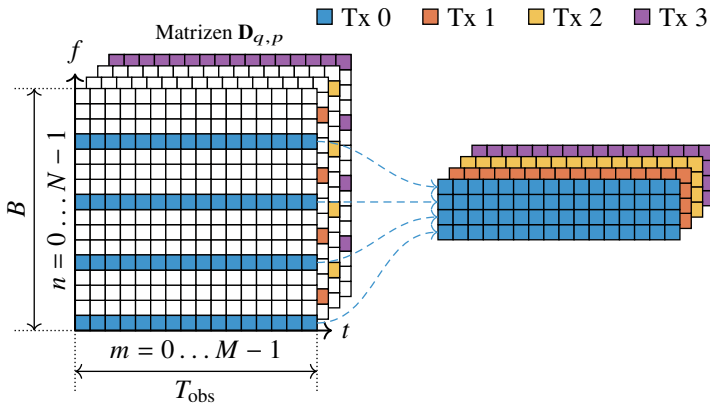 Tx 0 Tx 1 Tx 2 Tx 3
Matrizen D_{q,p}
f
B
n = 0 … N − 1
t
m = 0 … M − 1
T_obs